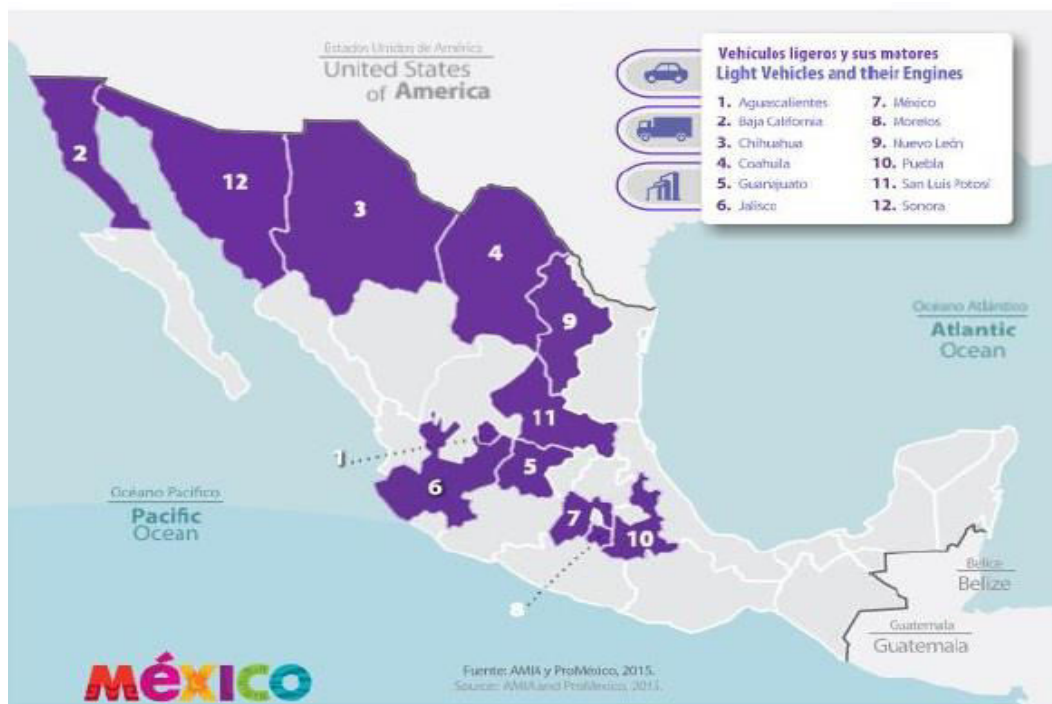 Estados Unidos de América
United States
of America
Vehículos ligeros y sus motores
Light Vehicles and their Engines
1. Aguascalientes
2. Baja California
3. Chihuahua
4. Coahuila
5. Guanajuato
6. Jalisco
7. México
8. Morelos
9. Nuevo León
10. Puebla
11. San Luis Potosí
12. Sonora
2
12
3
4
9
11
1
6
5
7
10
8
Océano Atlántico
Atlantic
Ocean
Océano Pacífico
Pacific
Ocean
Belice
Belize
Guatemala
Guatemala
MéXICO
Fuente: AMIA y ProMéxico, 2015.
Source: AMIA and ProMéxico, 2015.